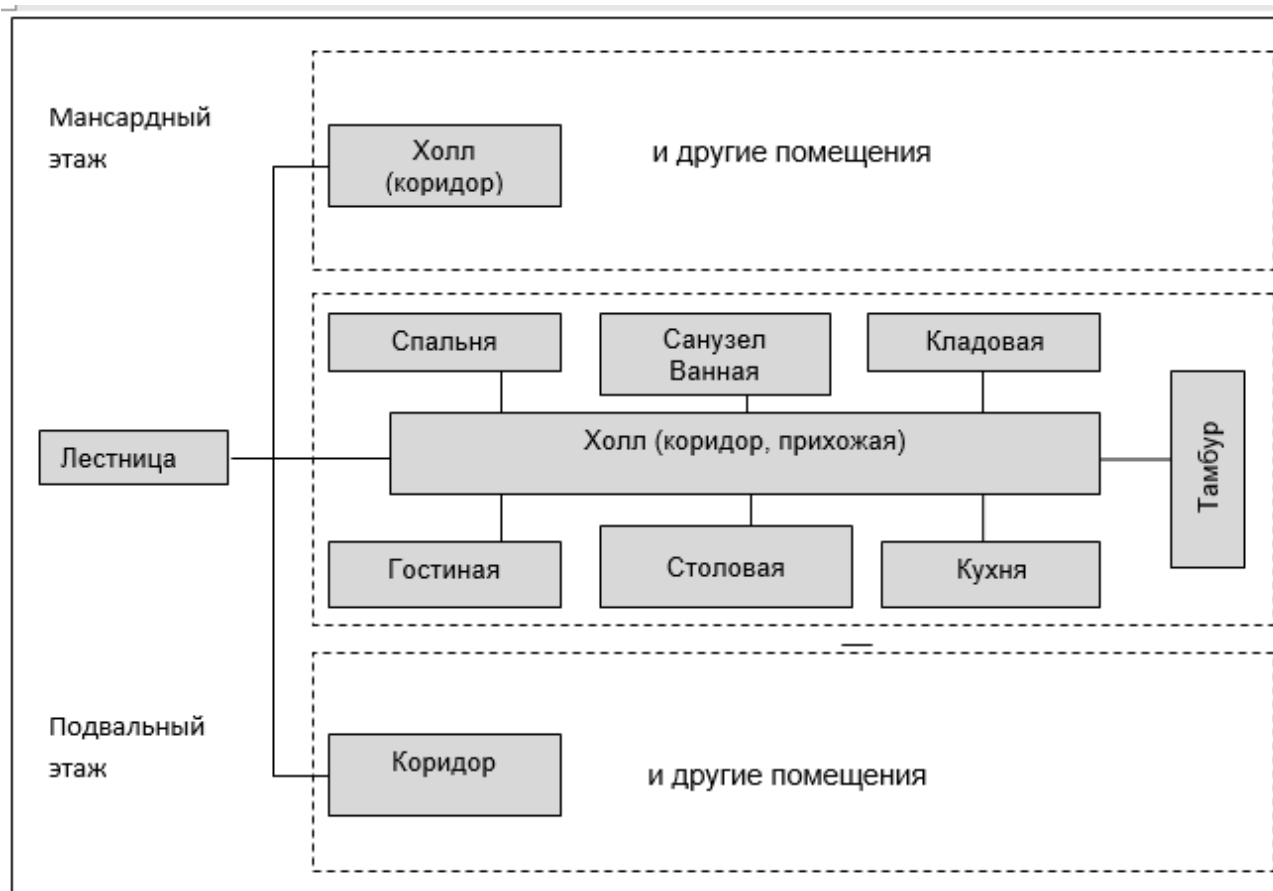 Мансардный
этаж
Холл
(коридор)
и другие помещения
Спальня
Санузел
Ванная
Кладовая
Лестница
Холл (коридор, прихожая)
Тамбур
Гостиная
Столовая
Кухня
Подвальный
этаж
Коридор
и другие помещения